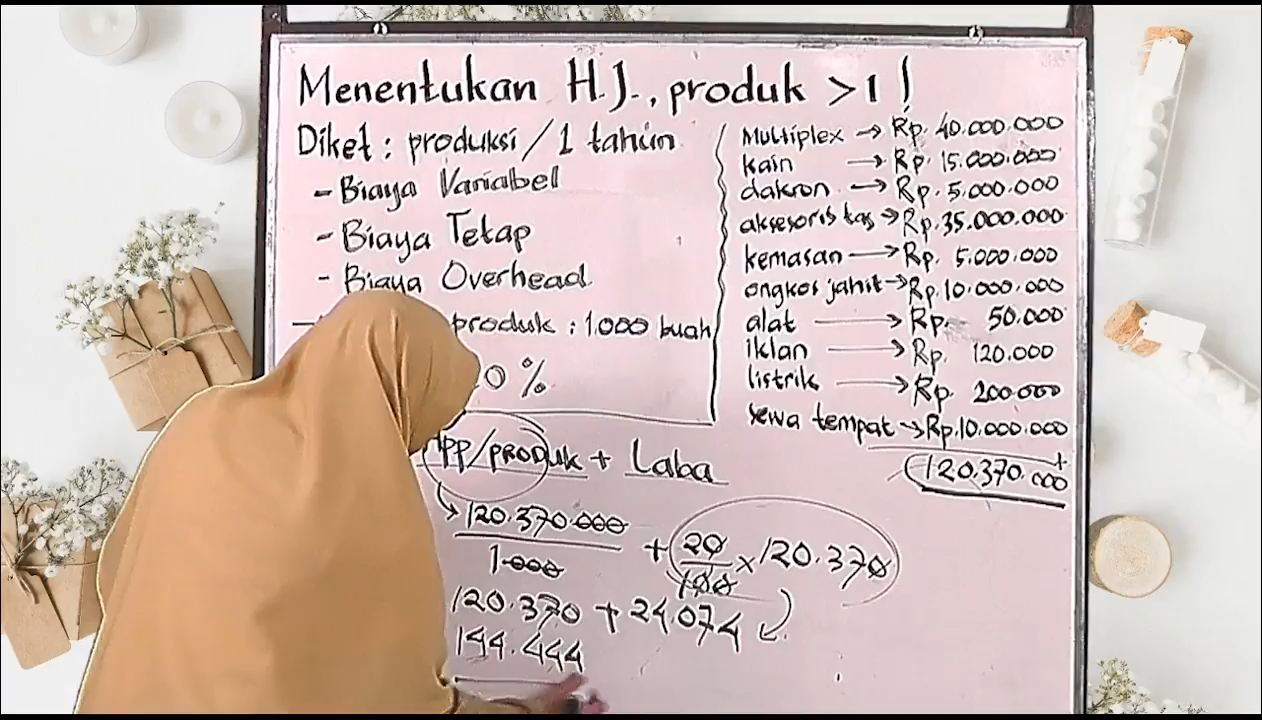 Menentukan H.J., produk > 1 !
Diket : produksi / 1 tahun
- Biaya Variabel
- Biaya Tetap
- Biaya Overhead
produk : 1.000 buah
0 %
Multiplex → Rp. 40.000.000
kain → Rp. 15.000.000
dakron → Rp. 5.000.000
aksesoris tas → Rp. 35.000.000
kemasan → Rp. 5.000.000
ongkos jahit → Rp. 10.000.000
alat → Rp. 50.000
iklan → Rp. 120.000
listrik → Rp. 200.000
sewa tempat → Rp. 10.000.000
+
120.370.000
HPP/PRODUK + Laba
→ 120.370.000 / 1.000 + 20/100 x 120.370
120.370 + 24.074
144.444